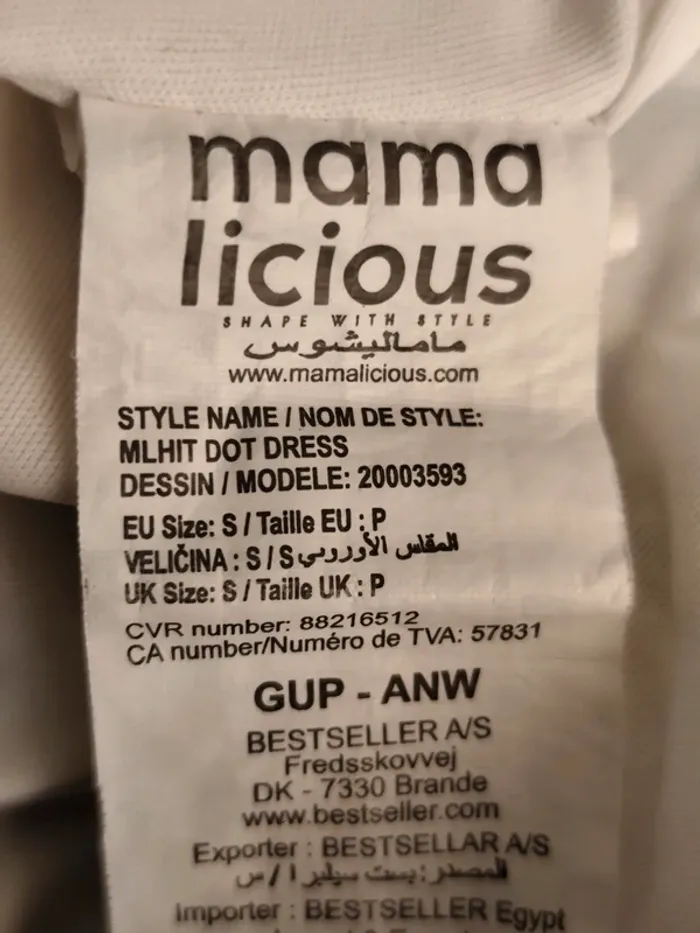 mama
licious
SHAPE WITH STYLE
ماماليشوس
www.mamalicious.com
STYLE NAME / NOM DE STYLE:
MLHIT DOT DRESS
DESSIN / MODELE: 20003593
EU Size: S / Taille EU : P
VELIČINA : S / S المقاس الأوروبي
UK Size: S / Taille UK : P
CVR number: 88216512
CA number/Numéro de TVA: 57831
GUP - ANW
BESTSELLER A/S
Fredsskovvej
DK - 7330 Brande
www.bestseller.com
Exporter : BESTSELLAR A/S
المصدر: بست سيلير ا / س
Importer : BESTSELLER Egypt